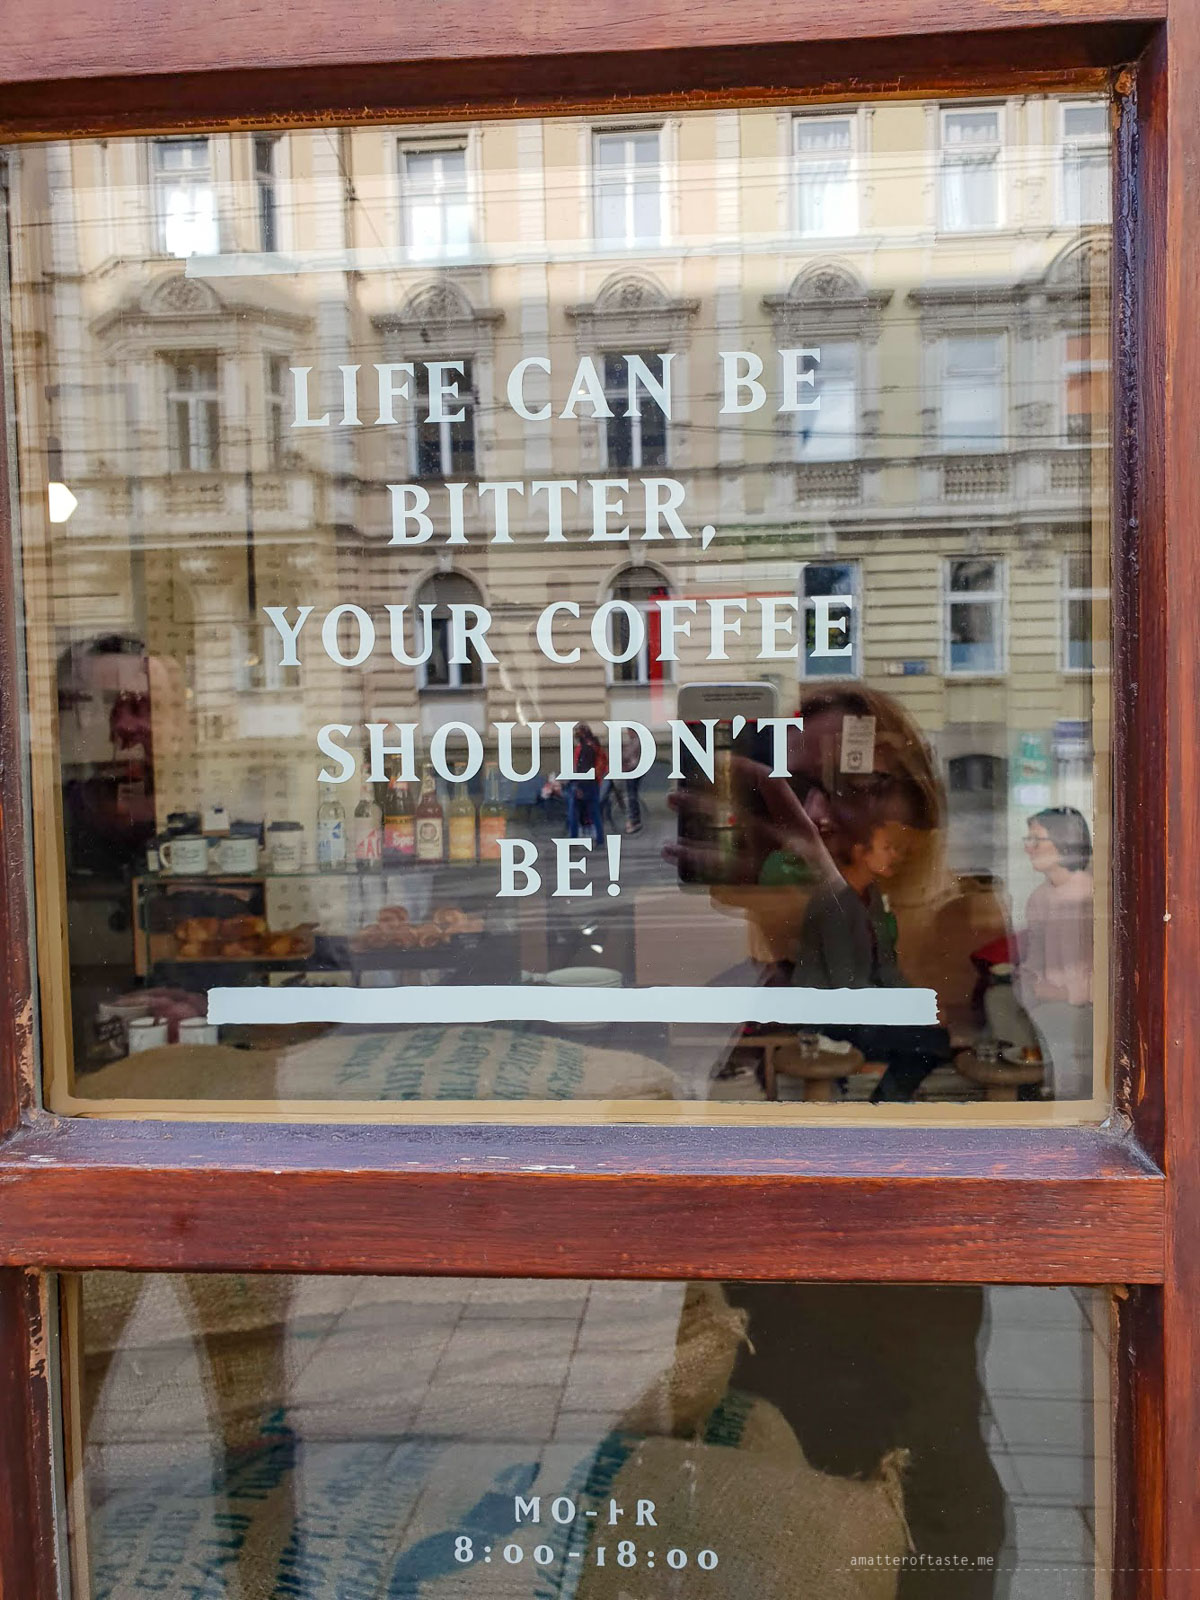 LIFE CAN BE
BITTER,
YOUR COFFEE
SHOULDN'T
BE!
MO-FR
8:00-18:00
amatteroftaste.me